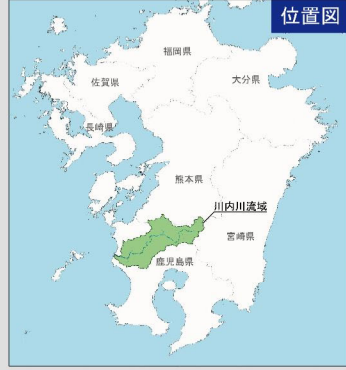 位置図
福岡県
佐賀県
大分県
長崎県
熊本県
川内川流域
宮崎県
鹿児島県